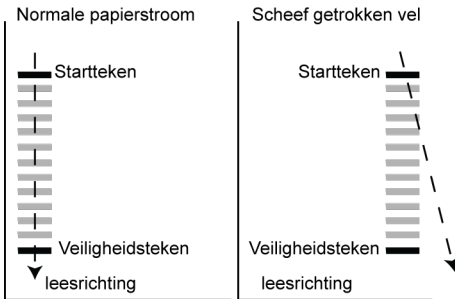 Normale papierstroom
Startteken
Veiligheidsteken
leesrichting
Scheef getrokken vel
Startteken
Veiligheidsteken
leesrichting